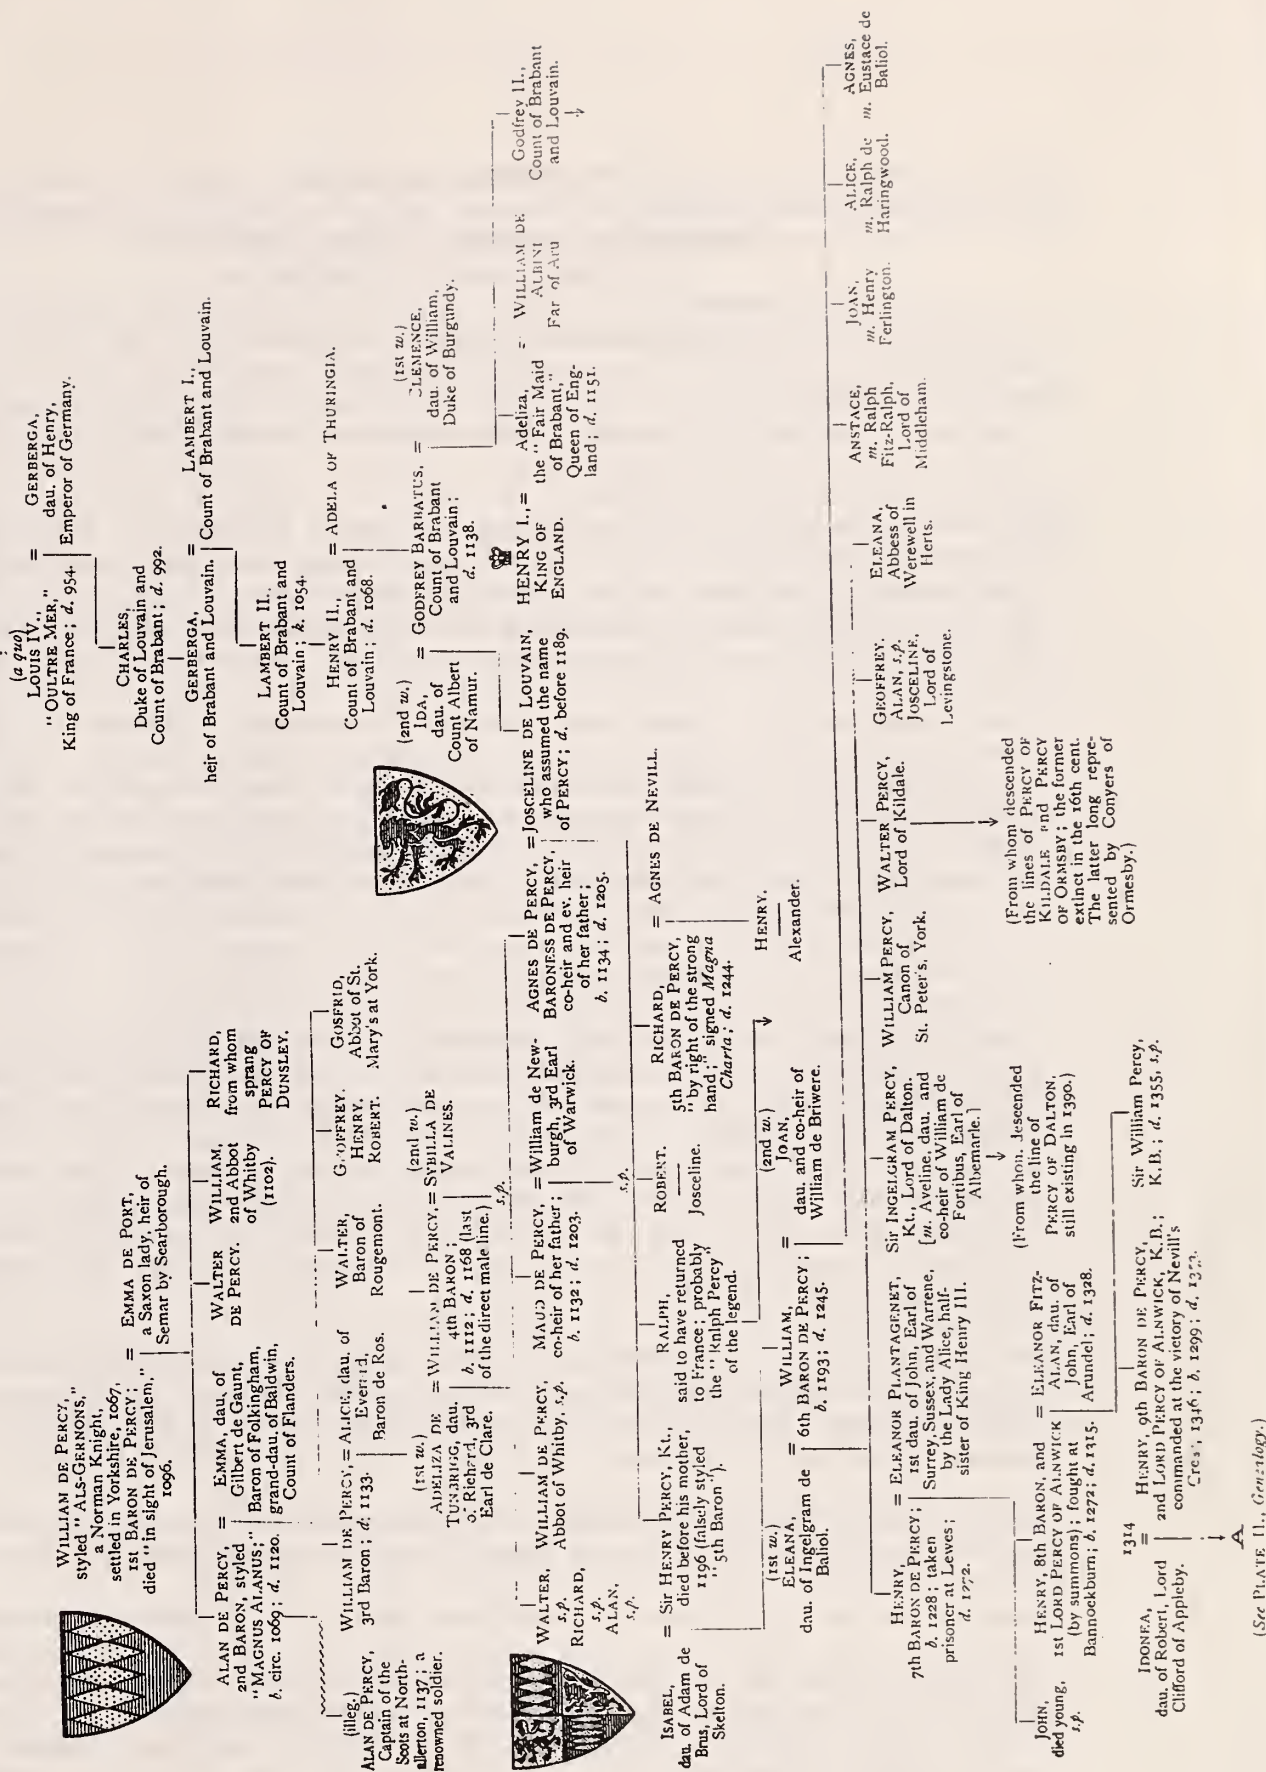 WILLIAM DE PERCY,
styled "ALS-GERNONS,"
a Norman Knight,
settled in Yorkshire, 1067,
1st BARON DE PERCY;
died "in sight of Jerusalem,"
1096.
=
EMMA DE PORT,
a Saxon lady, heir of
Semar by Searborough.
(a quo)
LOUIS IV.,
"OULTRE MER,"
King of France; d. 954.
=
GERBERGA,
dau. of Henry,
Emperor of Germany.
CHARLES,
Duke of Louvain and
Count of Brabant; d. 992.
GERBERGA,
heir of Brabant and Louvain.
=
LAMBERT I.,
Count of Brabant and Louvain.
LAMBERT II.,
Count of Brabant and
Louvain; k. 1054.
HENRY II.,
Count of Brabant and
Louvain; d. 1068.
= ADELA OF THURINGIA.
ALAN DE PERCY,
2nd BARON, styled
"MAGNUS ALANUS;"
b. circ. 1069; d. 1120.
=
EMMA, dau. of
Gilbert de Gaunt,
Baron of Folkingham,
grand-dau. of Baldwin,
Count of Flanders.
WALTER
DE PERCY.
WILLIAM,
2nd Abbot
of Whitby
(1102).
RICHARD,
from whom
sprang
PERCY OF
DUNSLEY.
(illeg.)
ALAN DE PERCY,
Captain of the
Scots at North-
allerton, 1137; a
renowned soldier.
WILLIAM DE PERCY,
3rd Baron; d. 1133.
= ALICE, dau. of
Everard,
Baron de Ros.
WALTER,
Baron of
Rougemont.
GEOFFREY.
HENRY.
ROBERT.
GOSFRID,
Abbot of St.
Mary's at York.
(2nd w.)
IDA,
dau. of
Count Albert
of Namur.
= GODFREY BARBATUS,
Count of Brabant
and Louvain;
d. 1138.
=
(1st w.)
CLEMENCE,
dau. of William,
Duke of Burgundy.
(1st w.)
ADELIZA DE
TUNBRIGG, dau.
of Richard, 3rd
Earl de Clare.
= WILLIAM DE PERCY,
4th BARON;
b. 1112; d. 1168 (last
of the direct male line.)
=
(2nd w.)
SYBILLA DE
VALINES.
s.p.
WALTER,
s.p.
RICHARD,
s.p.
ALAN,
s.p.
WILLIAM DE PERCY,
Abbot of Whitby, s.p.
MAUD DE PERCY,
co-heir of her father;
b. 1132; d. 1203.
= William de New-
burgh, 3rd Earl
of Warwick.
s.p.
AGNES DE PERCY,
BARONESS DE PERCY,
co-heir and ev. heir
of her father;
b. 1134; d. 1205.
= JOSCELINE DE LOUVAIN,
who assumed the name
of PERCY; d. before 1189.
HENRY I.,
KING OF
ENGLAND.
=
Adeliza,
the "Fair Maid
of Brabant,"
Queen of Eng-
land; d. 1151.
=
WILLIAM DE
ALBINI
of
Godfrey II.,
Count of Brabant
and Louvain.
ISABEL,
dau. of Adam de
Brus, Lord of
Skelton.
= Sir HENRY PERCY, Kt.,
died before his mother,
1196 (falsely styled
"5th Baron").
RALPH,
said to have returned
to France; probably
the "Ralph Percy"
of the legend.
ROBERT.
Josceline.
RICHARD,
5th BARON DE PERCY,
"by right of the strong
hand;" signed Magna
Charta; d. 1244.
= AGNES DE NEVILL.
HENRY.
Alexander.
(1st w.)
ELEANA,
dau. of Ingelgram de
Baliol.
=
WILLIAM,
6th BARON DE PERCY;
b. 1193; d. 1245.
=
(2nd w.)
JOAN,
dau. and co-heir of
William de Briwere.
HENRY,
7th BARON DE PERCY;
b. 1228; taken
prisoner at Lewes;
d. 1272.
= ELEANOR PLANTAGENET,
1st dau. of John, Earl of
Surrey, Sussex, and Warrene,
by the Lady Alice, half-
sister of King Henry III.
Sir INGELGRAM PERCY,
Kt., Lord of Dalton.
[m. Aveline, dau. and
co-heir of William de
Fortibus, Earl of
Albemarle.]
(From whom descended
the line of
PERCY OF DALTON,
still existing in 1390.)
WILLIAM PERCY,
Canon of
St. Peter's, York.
WALTER PERCY,
Lord of Kildale.
(From whom descended
the lines of PERCY OF
KILDALE and PERCY
OF ORMSBY; the former
extinct in the 16th cent.
The latter long repre-
sented by Conyers of
Ormesby.)
GEOFFREY.
ALAN, s.p.
JOSCELINE,
Lord of
Levingstone.
ELEANA,
Abbess of
Werewell in
Herts.
ANSTACE,
m. Ralph
Fitz-Ralph,
Lord of
Middleham.
JOAN,
m. Henry
Ferlington.
ALICE,
m. Ralph de
Haringwood.
AGNES,
m. Eustace de
Baliol.
JOHN,
died young,
s.p.
HENRY, 8th BARON, and
1st LORD PERCY OF ALNWICK
(by summons); fought at
Bannockburn; b. 1272; d. 1315.
= ELEANOR FITZ-
ALAN, dau. of
John, Earl of
Arundel; d. 1328.
IDONEA,
dau. of Robert, Lord
Clifford of Appleby.
1314
=
HENRY, 9th BARON DE PERCY,
2nd LORD PERCY OF ALNWICK, K.B.;
commanded at the victory of Nevill's
Cross, 1346; b. 1299; d.
Sir William Percy,
K.B.; d. 1355, s.p.
A
(See PLATE II., Genealogy.)